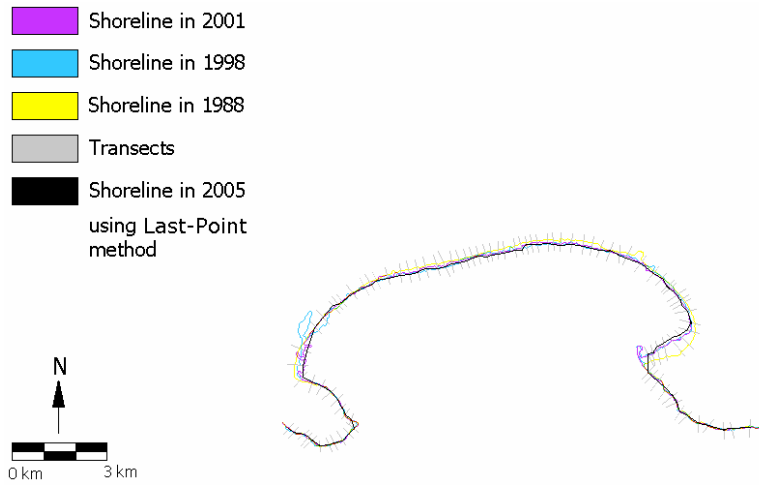 Shoreline in 2001
Shoreline in 1998
Shoreline in 1988
Transects
Shoreline in 2005
using Last-Point
method
N
0 km 3 km